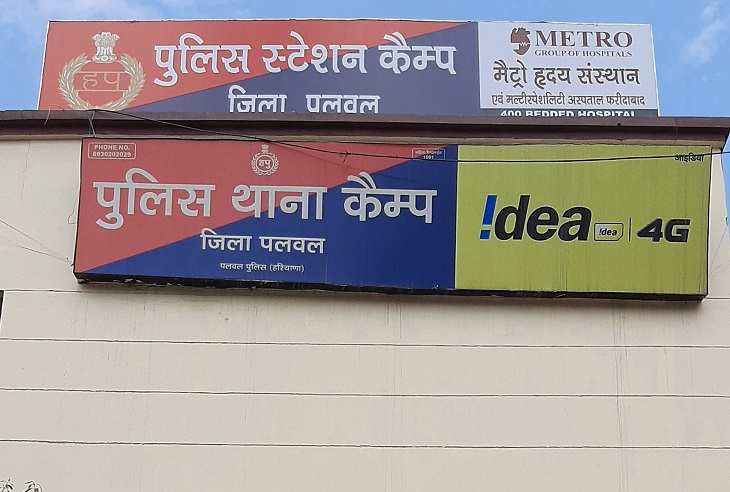 ह पु
पुलिस स्टेशन कैम्प
जिला पलवल
METRO
GROUP OF HOSPITALS
मैट्रो हृदय संस्थान
एवं मल्टीस्पेशलिटी अस्पताल फरीदाबाद
400 BEDDED HOSPITAL
PHONE NO.
8930202029
ह पु
1091
पुलिस थाना कैम्प
जिला पलवल
पलवल पुलिस (हरियाणा)
आइडिया
!dea !dea 4G